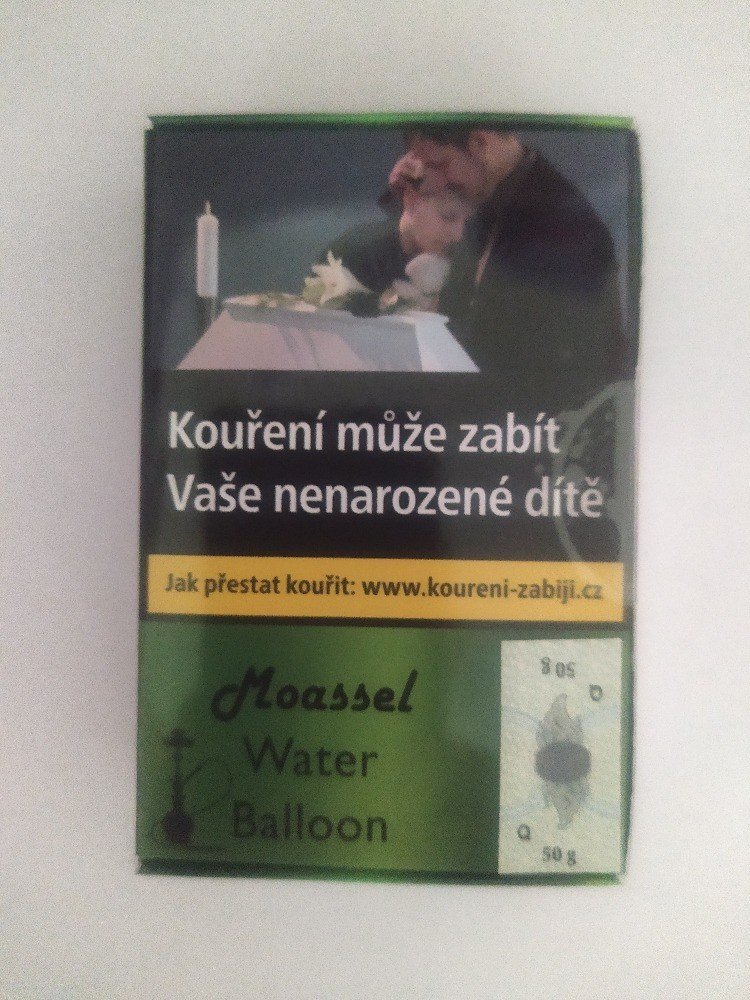 Kouření může zabít
Vaše nenarozené dítě
Jak přestat kouřit: www.koureni-zabiji.cz
Moassel
Water
Balloon
50 g
Q
Q
50 g